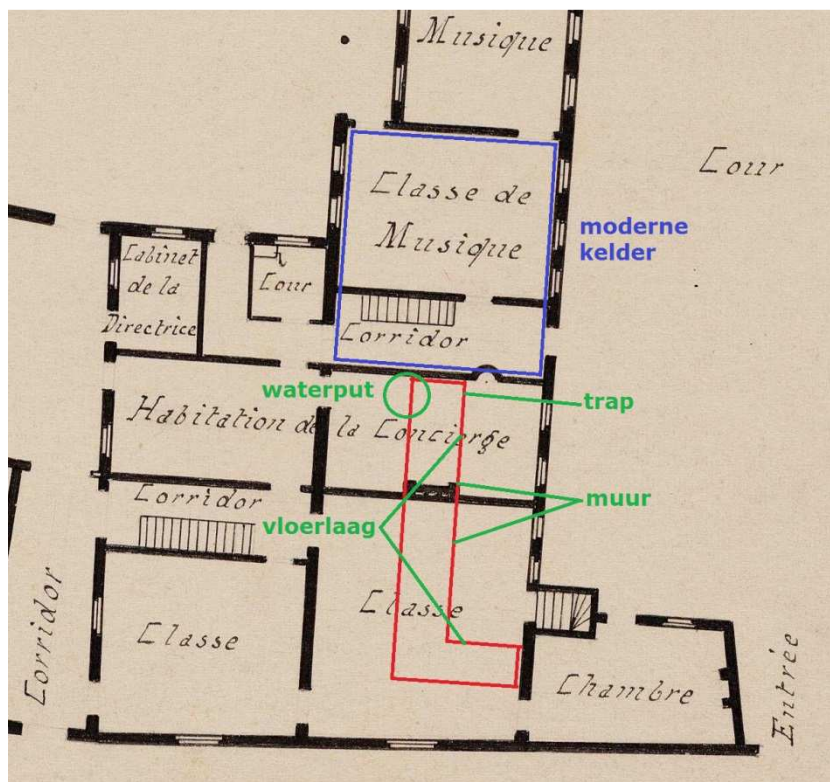 Musique
Cour
Classe de
Musique
moderne
kelder
Cabinet
de la
Directrice
Cour
Corridor
waterput
trap
Habitation de la Concierge
Corridor
muur
vloerlaag
Classe
Classe
Corridor
Chambre
Entrée